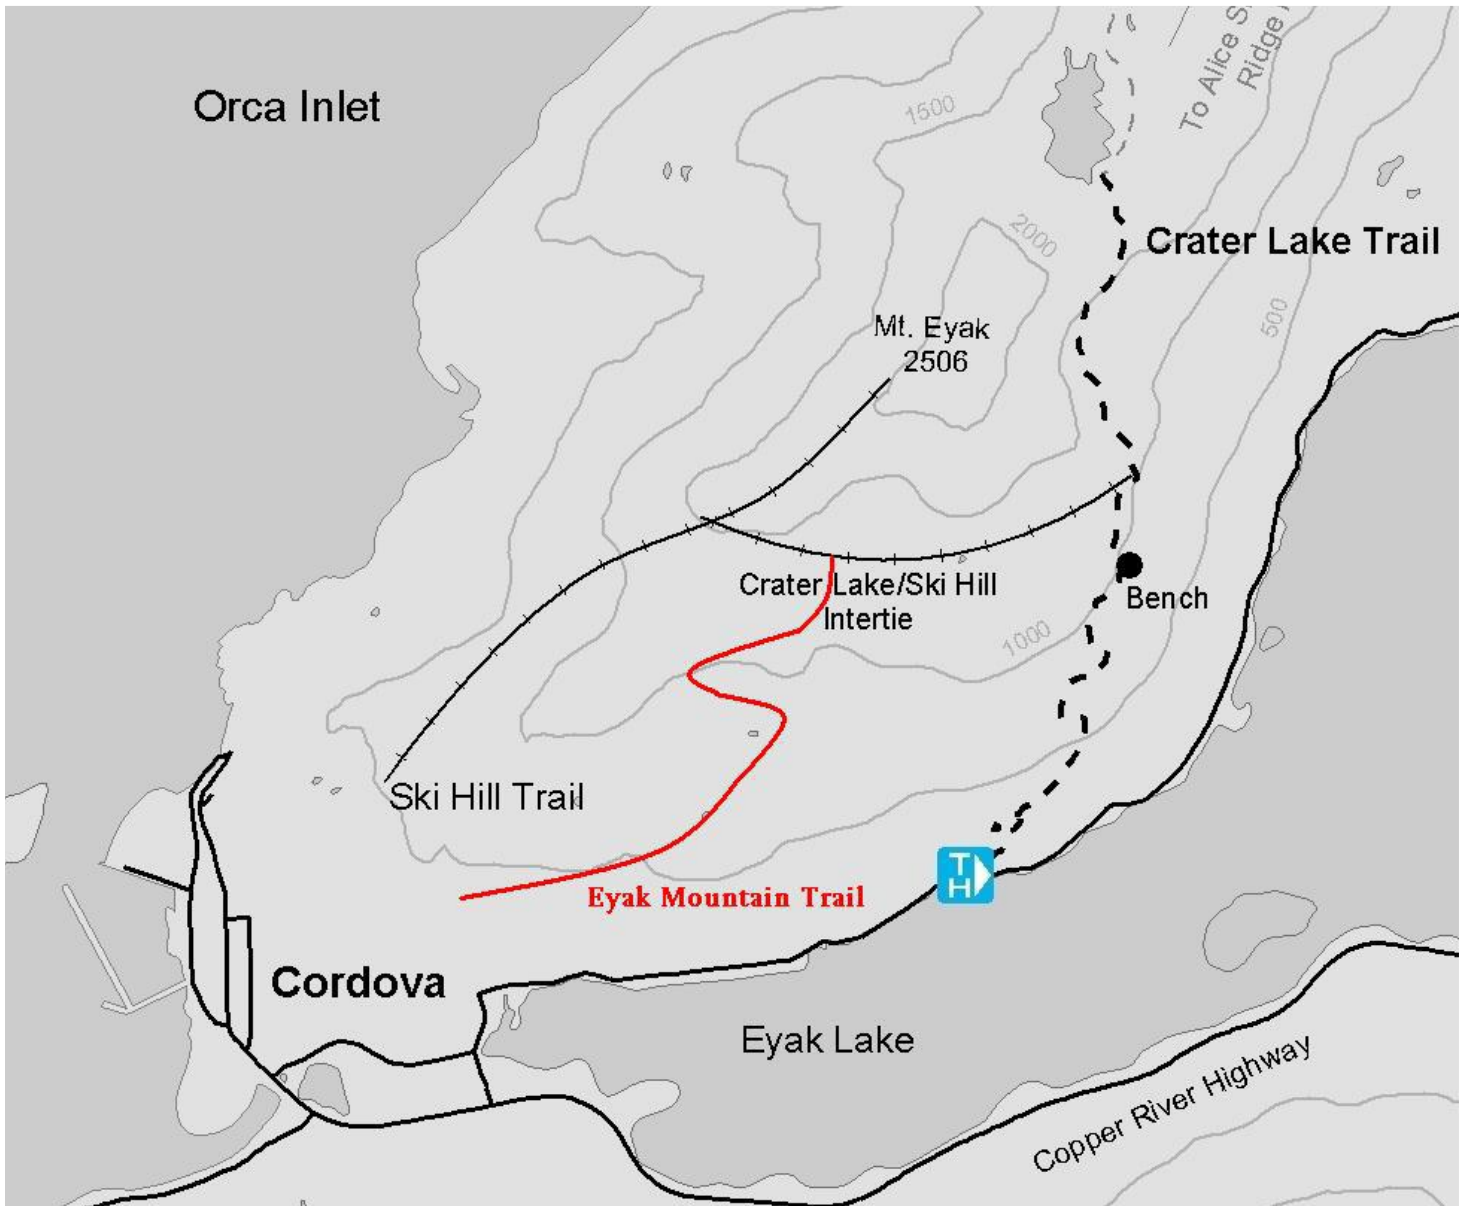 Orca Inlet
1500
To Alice
Ridge
2000
Crater Lake Trail
500
Mt. Eyak
2506
Crater Lake/Ski Hill
Intertie
Bench
1000
Ski Hill Trail
TH
Eyak Mountain Trail
Cordova
Eyak Lake
Copper River Highway